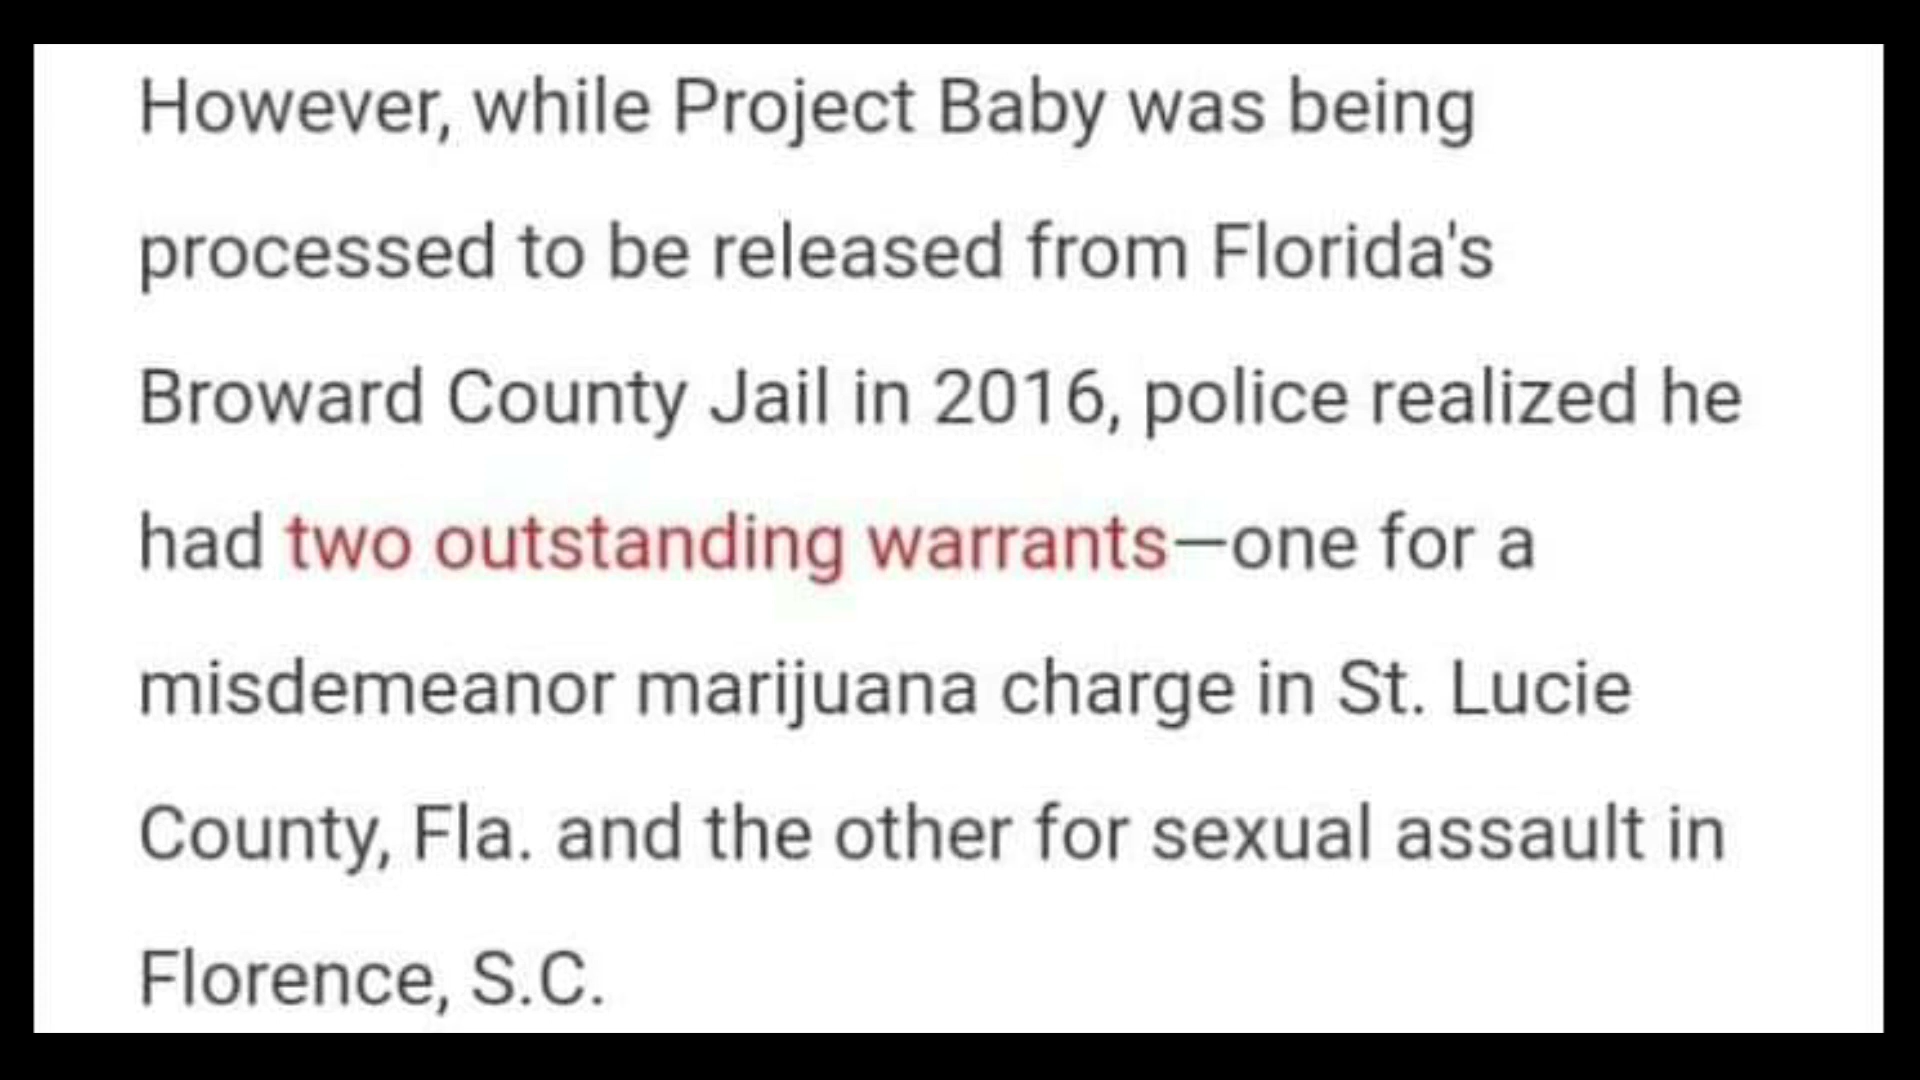 However, while Project Baby was being
processed to be released from Florida's
Broward County Jail in 2016, police realized he
had two outstanding warrants—one for a
misdemeanor marijuana charge in St. Lucie
County, Fla. and the other for sexual assault in
Florence, S.C.